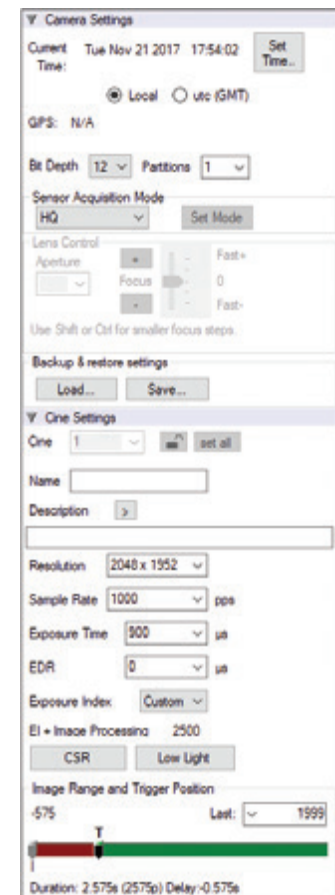 Camera Settings
Current Time: Tue Nov 21 2017 17:54:02 Set Time..
Local utc (GMT)
GPS: N/A
Bit Depth 12 Partitions 1
Sensor Acquisition Mode
HQ Set Mode
Lens Control
Aperture + Fast+
Focus 0
- Fast-
Use Shift or Ctrl for smaller focus steps.
Backup & restore settings
Load... Save...
Cine Settings
Cine 1 set all
Name
Description >
Resolution 2048 x 1952
Sample Rate 1000 pps
Exposure Time 900 µs
EDR 0 µs
Exposure Index Custom
EI + Image Processing 2500
CSR Low Light
Image Range and Trigger Position
-575 Last: 1999
T
Duration: 2.575s (2575p) Delay:-0.575s